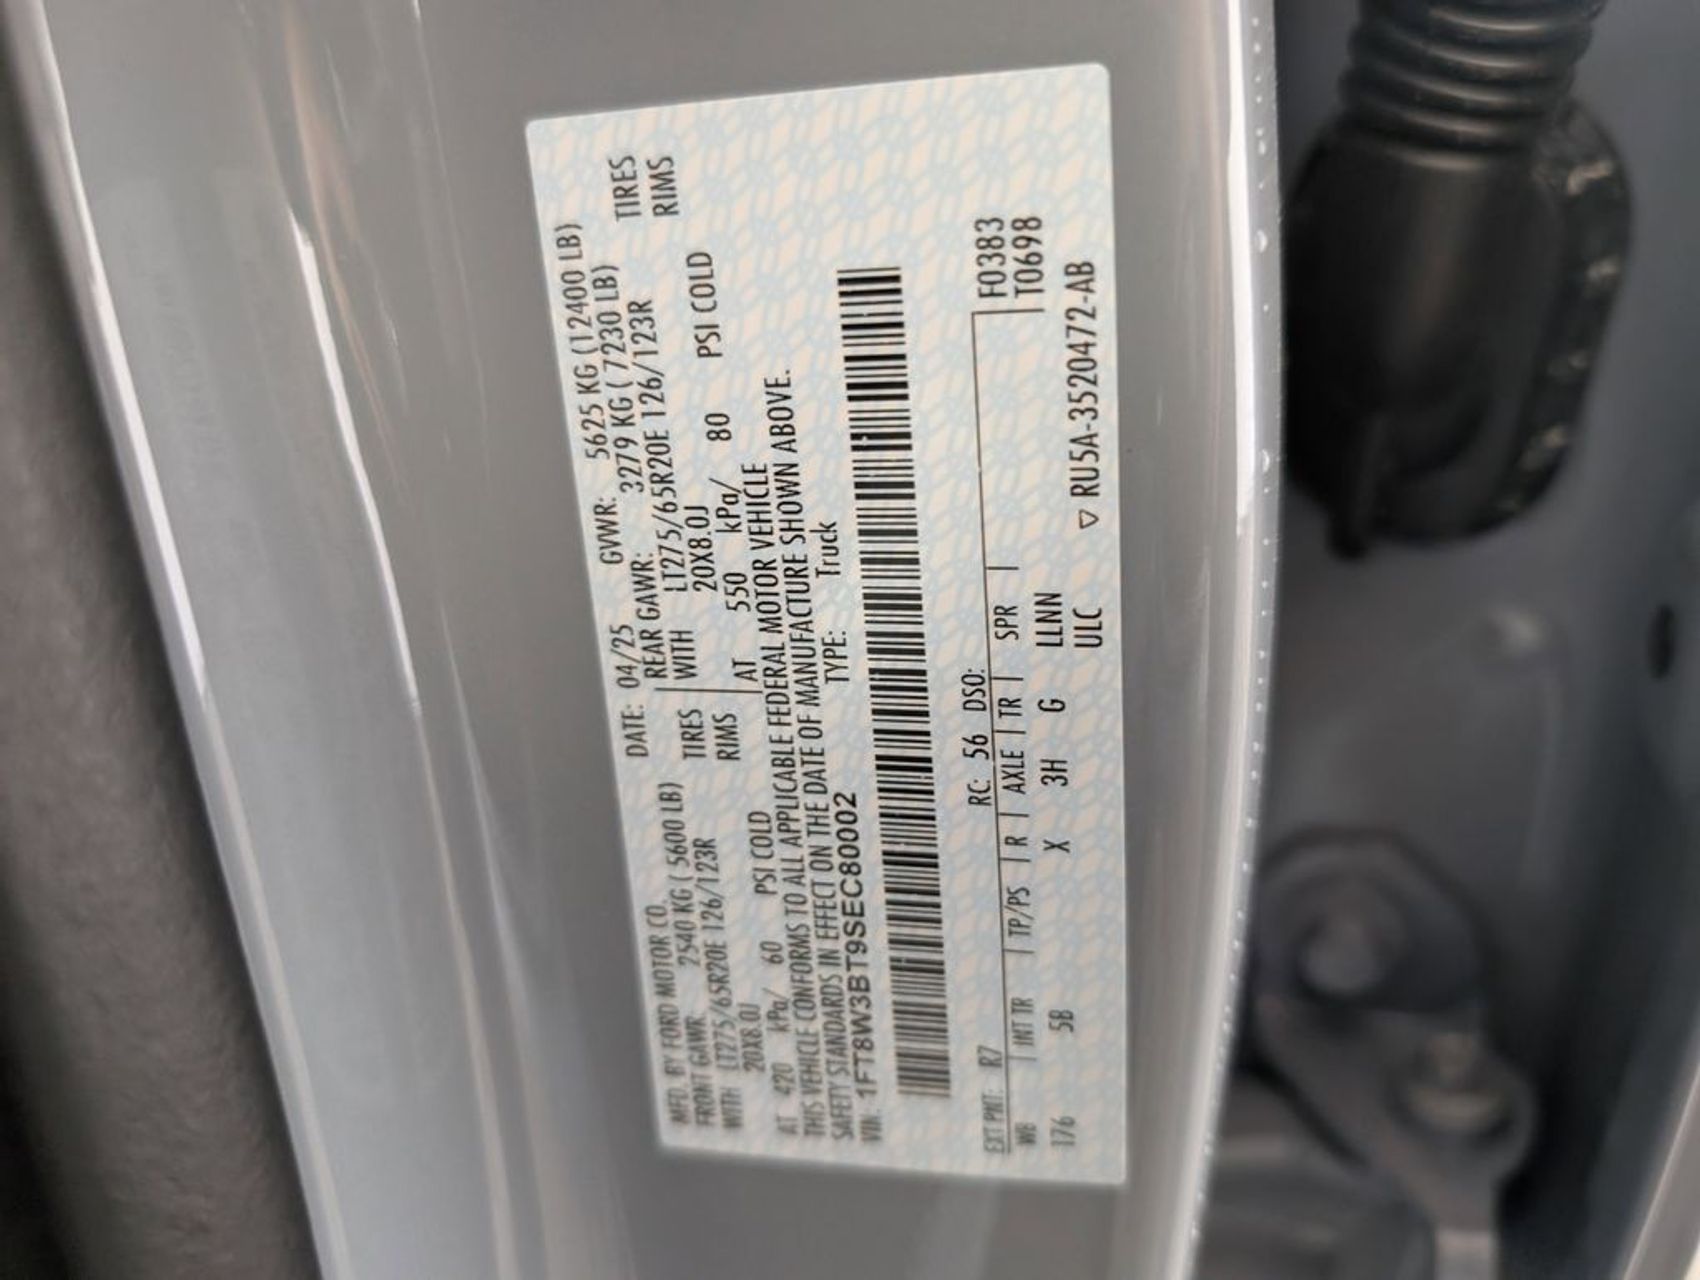 MFD. BY FORD MOTOR CO.
DATE: 04/25 GVWR: 5625 KG (12400 LB)
FRONT GAWR: 2540 KG ( 5600 LB) REAR GAWR: 3279 KG ( 7230 LB)
WITH LT275/65R20E 126/123R TIRES WITH LT275/65R20E 126/123R TIRES
20X8.0J RIMS 20X8.0J RIMS
AT 420 kPa/ 60 PSI COLD AT 550 kPa/ 80 PSI COLD
THIS VEHICLE CONFORMS TO ALL APPLICABLE FEDERAL MOTOR VEHICLE
SAFETY STANDARDS IN EFFECT ON THE DATE OF MANUFACTURE SHOWN ABOVE.
VIN: 1FT8W3BT9SEC80002 TYPE: Truck
EXT PNT: R7 RC: 56 DSO: F0383
WB INT TR TP/PS R AXLE TR SPR T0698
176 5B X 3H G LLNN
ULC ▽ RU5A-3520472-AB